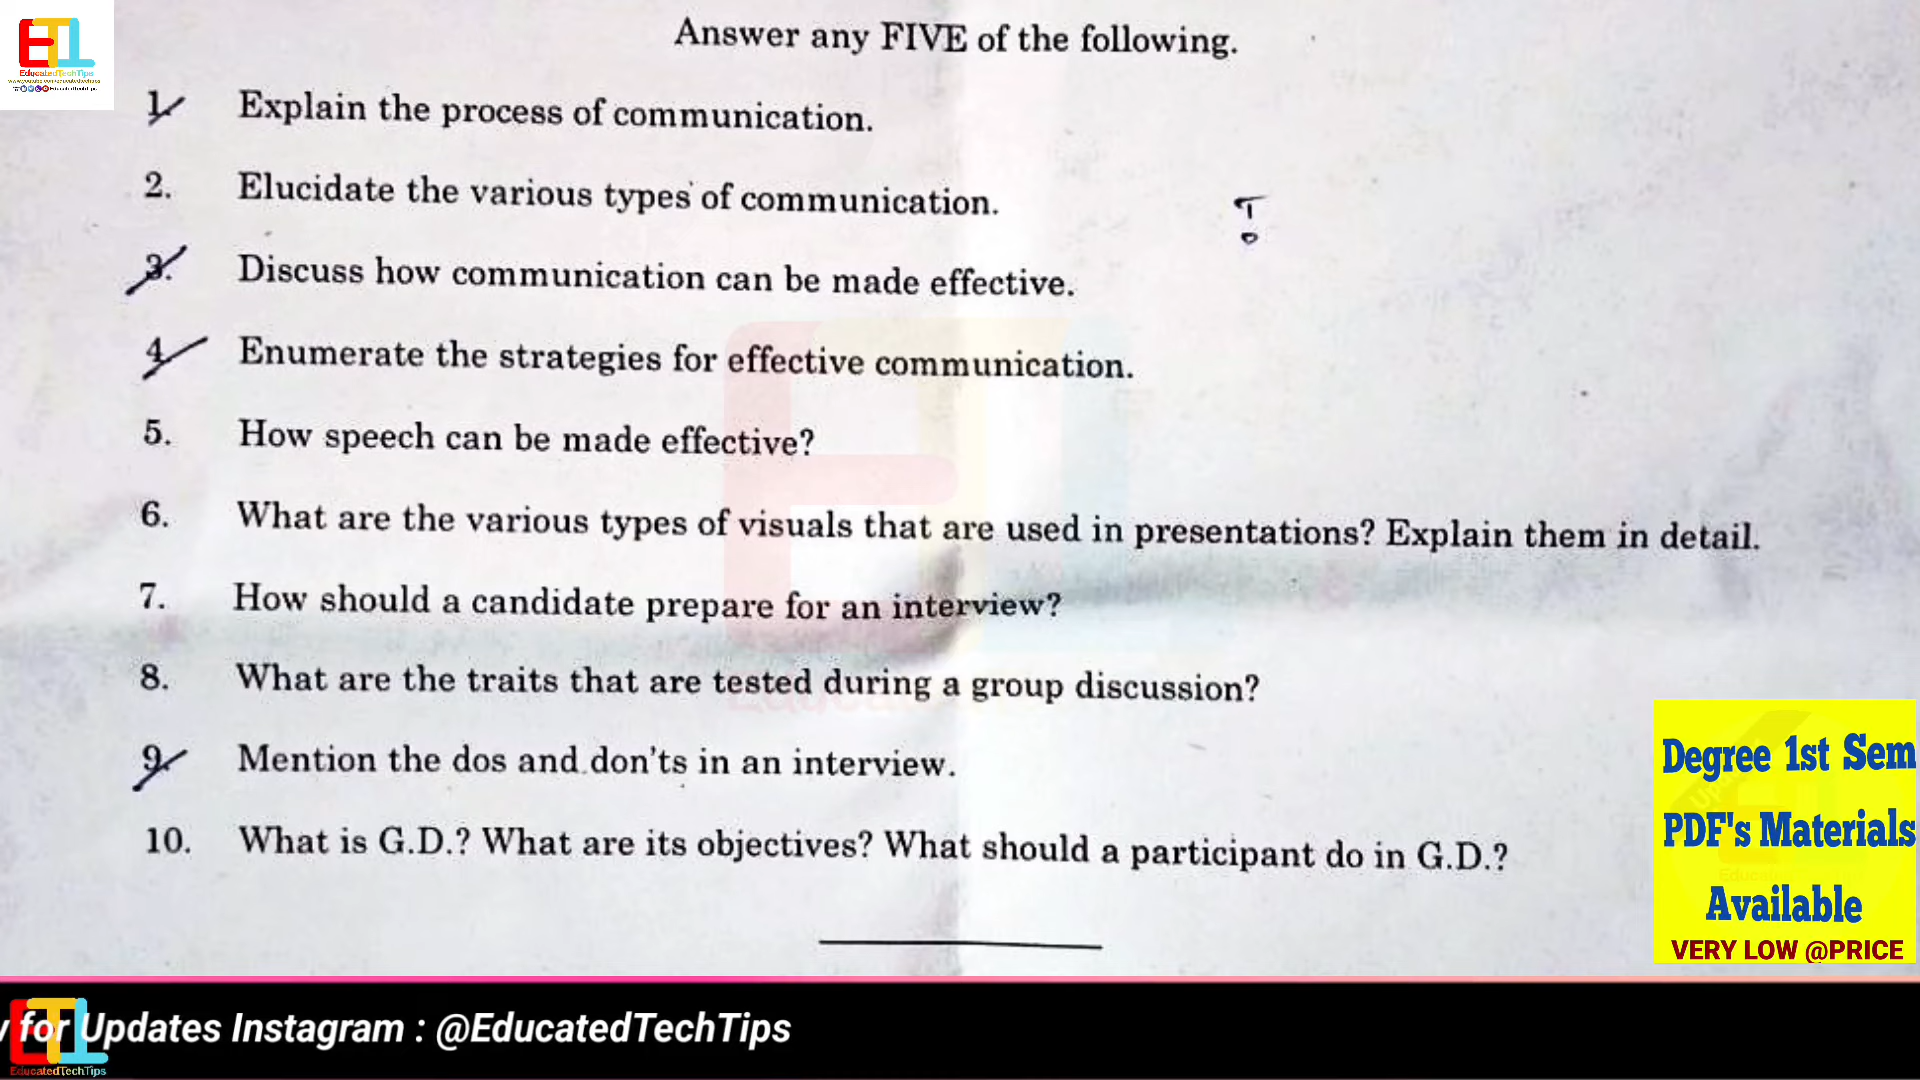 ETL
EducatedTechTips
Answer any FIVE of the following.
1. Explain the process of communication.
2. Elucidate the various types of communication.
3. Discuss how communication can be made effective.
4. Enumerate the strategies for effective communication.
5. How speech can be made effective?
6. What are the various types of visuals that are used in presentations? Explain them in detail.
7. How should a candidate prepare for an interview?
8. What are the traits that are tested during a group discussion?
9. Mention the dos and don'ts in an interview.
10. What is G.D.? What are its objectives? What should a participant do in G.D.?
Degree 1st Sem
PDF's Materials
Available
VERY LOW @PRICE
for Updates Instagram : @EducatedTechTips
ETL
EducatedTechTips